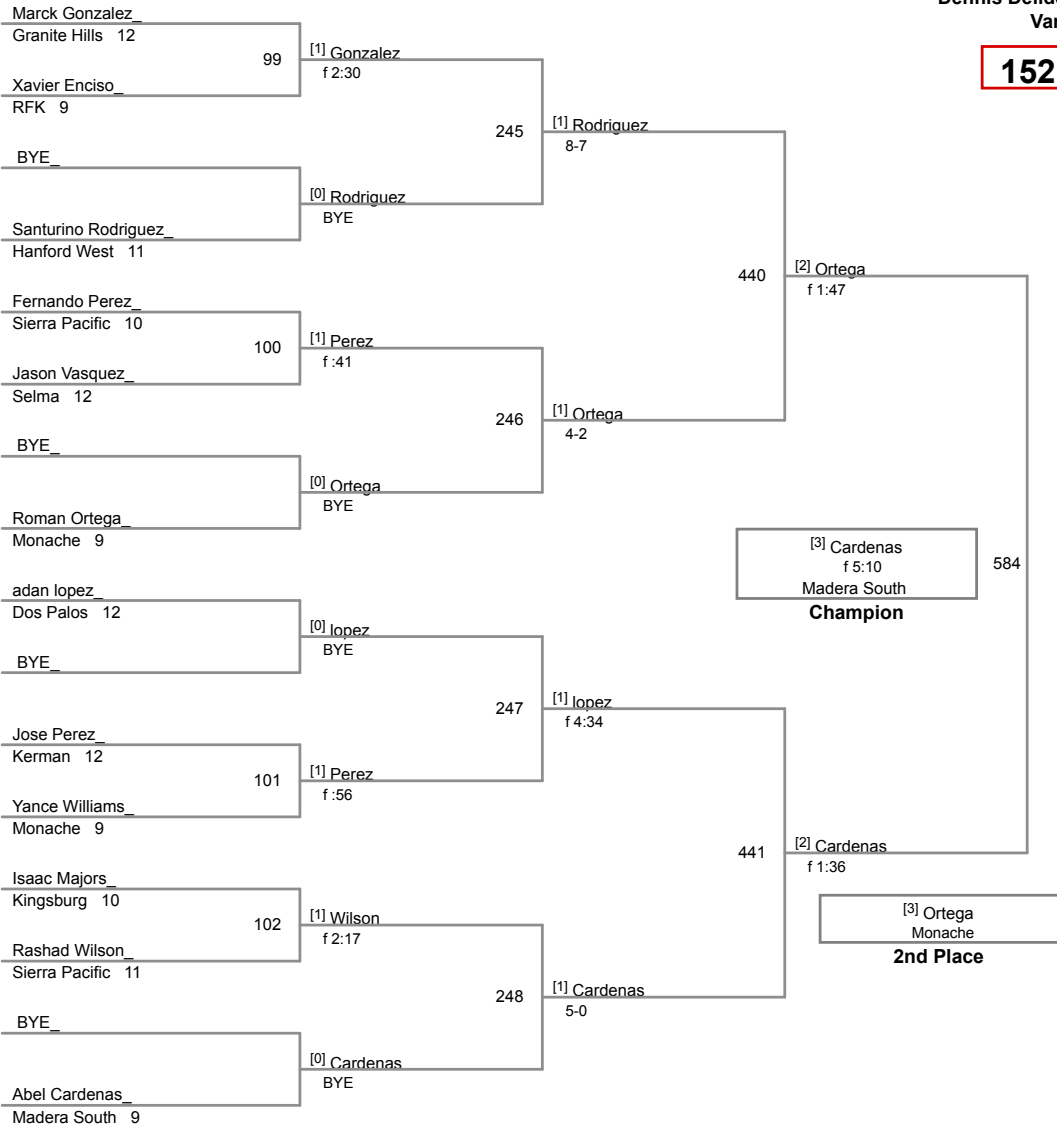 Marck Gonzalez_
Granite Hills 12
99
Xavier Enciso_
RFK 9
BYE_
Santurino Rodriguez_
Hanford West 11
Fernando Perez_
Sierra Pacific 10
100
Jason Vasquez_
Selma 12
BYE_
Roman Ortega_
Monache 9
adan lopez_
Dos Palos 12
BYE_
Jose Perez_
Kerman 12
101
Yance Williams_
Monache 9
Isaac Majors_
Kingsburg 10
102
Rashad Wilson_
Sierra Pacific 11
BYE_
Abel Cardenas_
Madera South 9
[1] Gonzalez
f 2:30
245
[0] Rodriguez
BYE
[1] Perez
f :41
246
[0] Ortega
BYE
[0] lopez
BYE
247
[1] Perez
f :56
[1] Wilson
f 2:17
248
[0] Cardenas
BYE
[1] Rodriguez
8-7
440
[1] Ortega
4-2
[1] lopez
f 4:34
441
[1] Cardenas
5-0
[2] Ortega
f 1:47
584
[2] Cardenas
f 1:36
[3] Cardenas
f 5:10
Madera South
Champion
[3] Ortega
Monache
2nd Place
152